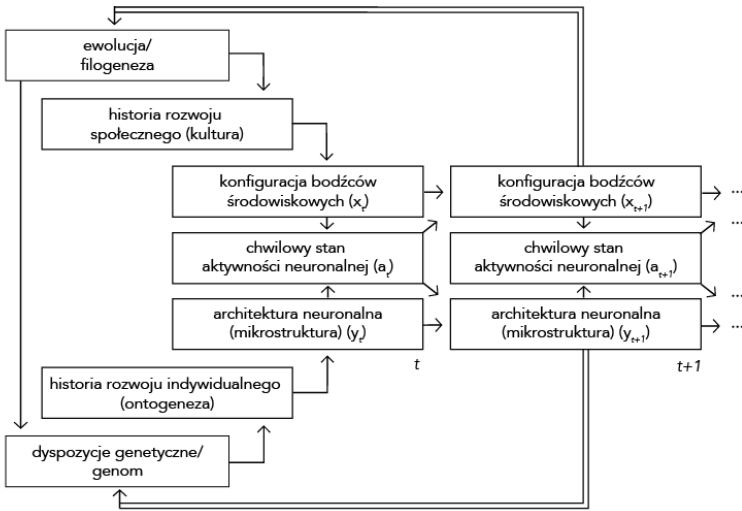 ewolucja/
filogeneza
historia rozwoju
społecznego (kultura)
konfiguracja bodźców
środowiskowych (xₜ)
konfiguracja bodźców
środowiskowych (xₜ₊₁)
...
...
chwilowy stan
aktywności neuronalnej (aₜ)
chwilowy stan
aktywności neuronalnej (aₜ₊₁)
...
architektura neuronalna
(mikrostruktura) (yₜ)
architektura neuronalna
(mikrostruktura) (yₜ₊₁)
...
t
t+1
historia rozwoju indywidualnego
(ontogeneza)
dyspozycje genetyczne/
genom